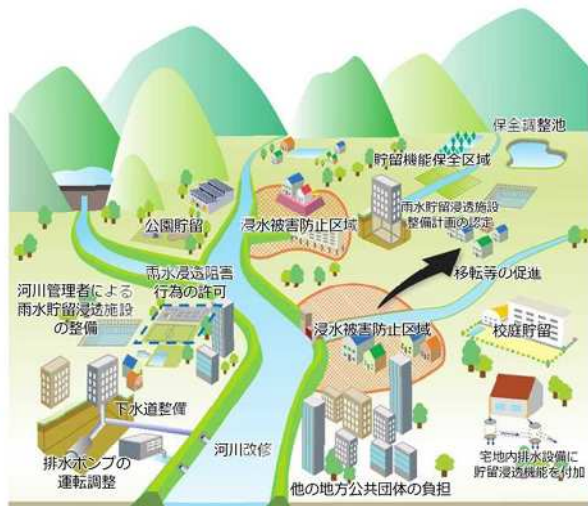 保全調整池
貯留機能保全区域
公園貯留
浸水被害防止区域
雨水貯留浸透施設
整備計画の認定
雨水浸透阻害
行為の許可
移転等の促進
河川管理者による
雨水貯留浸透施設
の整備
浸水被害防止区域
校庭貯留
下水道整備
河川改修
排水ポンプの
運転調整
他の地方公共団体の負担
宅地内排水設備に
貯留浸透機能を付加